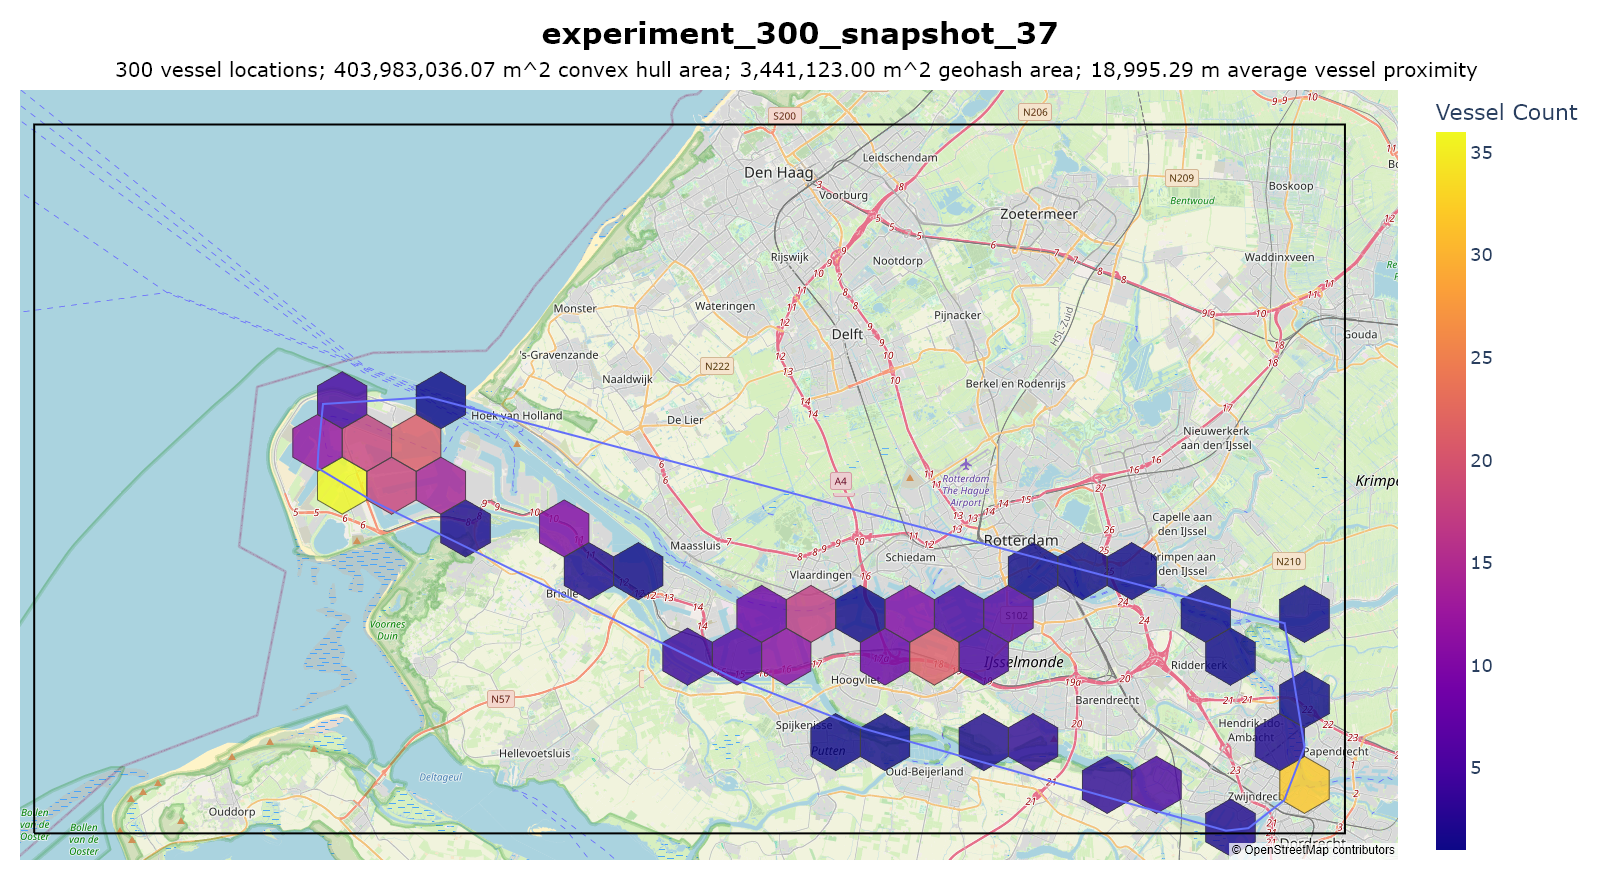 experiment_300_snapshot_37
300 vessel locations; 403,983,036.07 m^2 convex hull area; 3,441,123.00 m^2 geohash area; 18,995.29 m average vessel proximity
Vessel Count
35
30
25
20
15
10
5
S200
N206
Den Haag
Leidschendam
Voorburg
N209
Boskoop
Bentwoud
Zoetermeer
Rijswijk
Nootdorp
Waddinxveen
Monster
Wateringen
Pijnacker
HSL-Zuid
Delft
Gouda
's-Gravenzande
N222
Naaldwijk
Berkel en Rodenrijs
Hoek van Holland
De Lier
Nieuwerkerk
aan den IJssel
A4
Rotterdam
The Hague
Airport
Krimpe
Capelle aan
den IJssel
Rotterdam
Maassluis
Schiedam
Krimpen aan
den IJssel
N210
Vlaardingen
Brielle
S102
Voornes
Duin
IJsselmonde
Ridderkerk
Hoogvliet
N57
Barendrecht
Spijkenisse
Hendrik-Ido-
Ambacht
Putten
Papendrecht
Hellevoetsluis
Oud-Beijerland
Deltageul
Zwijndrecht
Ouddorp
Bollen
van de
Ooster
Bollen
van de
Ooster
Dordrecht
© OpenStreetMap contributors